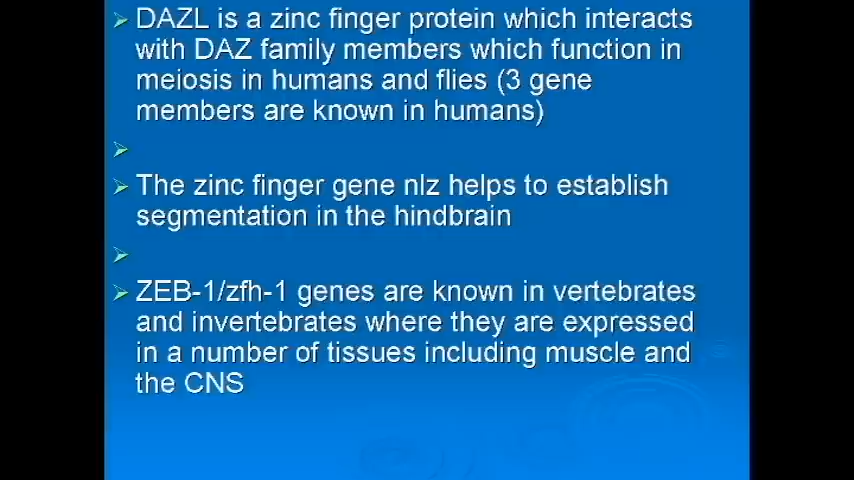 ➢ DAZL is a zinc finger protein which interacts
with DAZ family members which function in
meiosis in humans and flies (3 gene
members are known in humans)
➢
➢ The zinc finger gene nlz helps to establish
segmentation in the hindbrain
➢
➢ ZEB-1/zfh-1 genes are known in vertebrates
and invertebrates where they are expressed
in a number of tissues including muscle and
the CNS